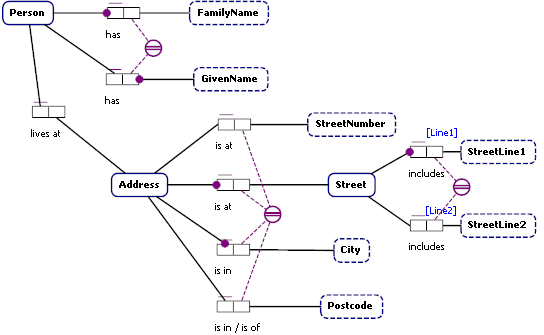 Person
FamilyName
has
GivenName
has
lives at
StreetNumber
is at
[Line1]
StreetLine1
includes
Address
Street
is at
[Line2]
StreetLine2
includes
City
is in
Postcode
is in / is of